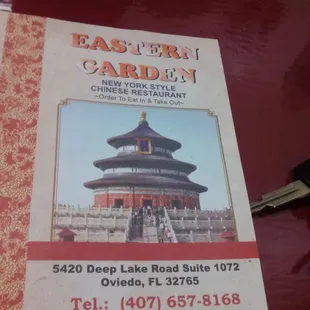 EASTERN
GARDEN
NEW YORK STYLE
CHINESE RESTAURANT
~Order To Eat In & Take Out~
5420 Deep Lake Road Suite 1072
Oviedo, FL 32765
Tel.: (407) 657-8168